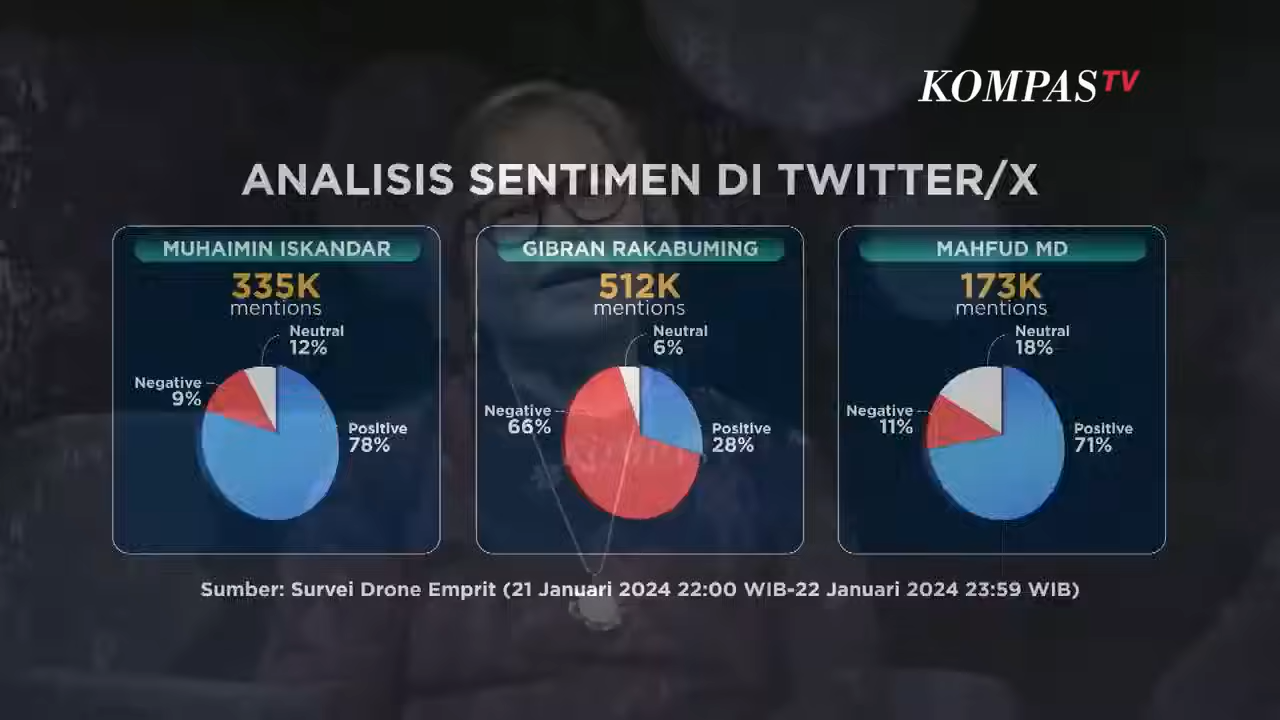 KOMPAS TV
ANALISIS SENTIMEN DI TWITTER/X
MUHAIMIN ISKANDAR
335K
mentions
Neutral
12%
Negative
9%
Positive
78%
GIBRAN RAKABUMING
512K
mentions
Neutral
6%
Negative
66%
Positive
28%
MAHFUD MD
173K
mentions
Neutral
18%
Negative
11%
Positive
71%
Sumber: Survei Drone Emprit (21 Januari 2024 22:00 WIB-22 Januari 2024 23:59 WIB)